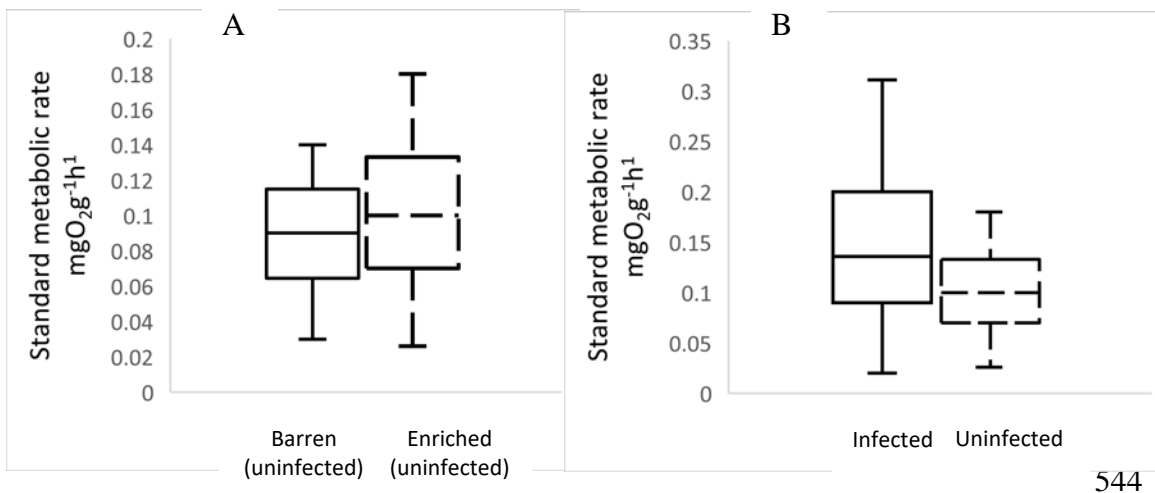 A
Standard metabolic rate
mgO₂g⁻¹h¹
0.2
0.18
0.16
0.14
0.12
0.1
0.08
0.06
0.04
0.02
0
Barren
(uninfected)
Enriched
(uninfected)
B
Standard metabolic rate
mgO₂g⁻¹h¹
0.35
0.3
0.25
0.2
0.15
0.1
0.05
0
Infected
Uninfected
544